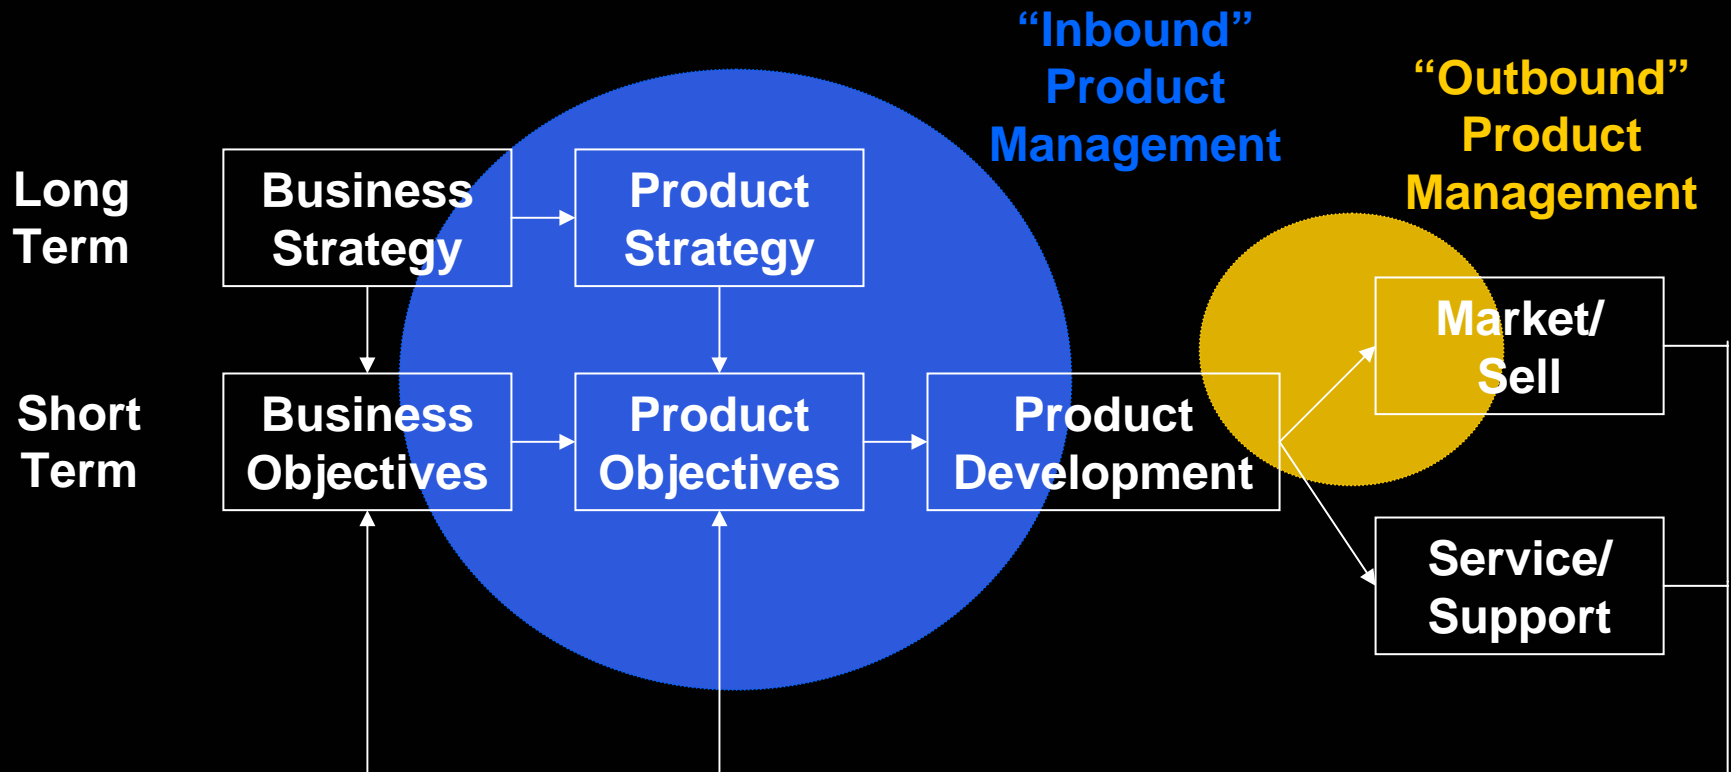 “Inbound”
Product
Management
“Outbound”
Product
Management
Long
Term
Business
Strategy
Product
Strategy
Market/
Sell
Short
Term
Business
Objectives
Product
Objectives
Product
Development
Service/
Support